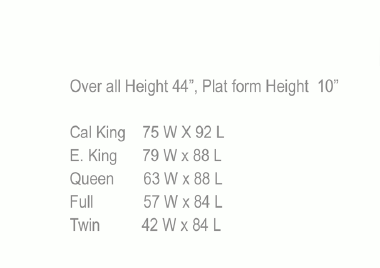 Over all Height 44”, Plat form Height 10”
Cal King 75 W X 92 L
E. King 79 W x 88 L
Queen 63 W x 88 L
Full 57 W x 84 L
Twin 42 W x 84 L